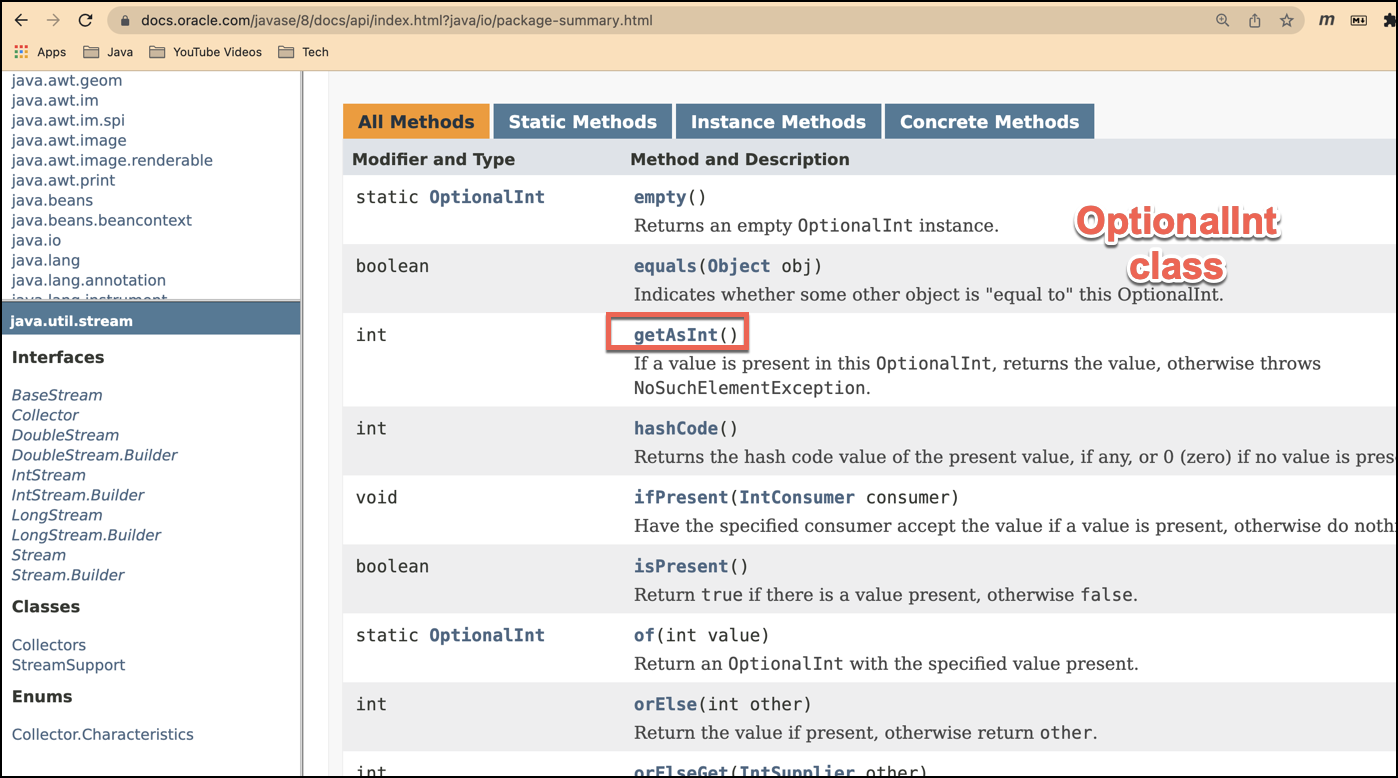 docs.oracle.com/javase/8/docs/api/index.html?java/io/package-summary.html
m
M↓
Apps
Java
YouTube Videos
Tech
java.awt.geom
java.awt.im
java.awt.im.spi
java.awt.image
java.awt.image.renderable
java.awt.print
java.beans
java.beans.beancontext
java.io
java.lang
java.lang.annotation
java.lang.instrument
java.util.stream
Interfaces
BaseStream
Collector
DoubleStream
DoubleStream.Builder
IntStream
IntStream.Builder
LongStream
LongStream.Builder
Stream
Stream.Builder
Classes
Collectors
StreamSupport
Enums
Collector.Characteristics
All Methods Static Methods Instance Methods Concrete Methods
Modifier and Type Method and Description
static OptionalInt empty()
Returns an empty OptionalInt instance.
OptionalInt
class
boolean equals(Object obj)
Indicates whether some other object is "equal to" this OptionalInt.
int getAsInt()
If a value is present in this OptionalInt, returns the value, otherwise throws
NoSuchElementException.
int hashCode()
Returns the hash code value of the present value, if any, or 0 (zero) if no value is pres
void ifPresent(IntConsumer consumer)
Have the specified consumer accept the value if a value is present, otherwise do noth
boolean isPresent()
Return true if there is a value present, otherwise false.
static OptionalInt of(int value)
Return an OptionalInt with the specified value present.
int orElse(int other)
Return the value if present, otherwise return other.
int orElseGet(IntSupplier other)